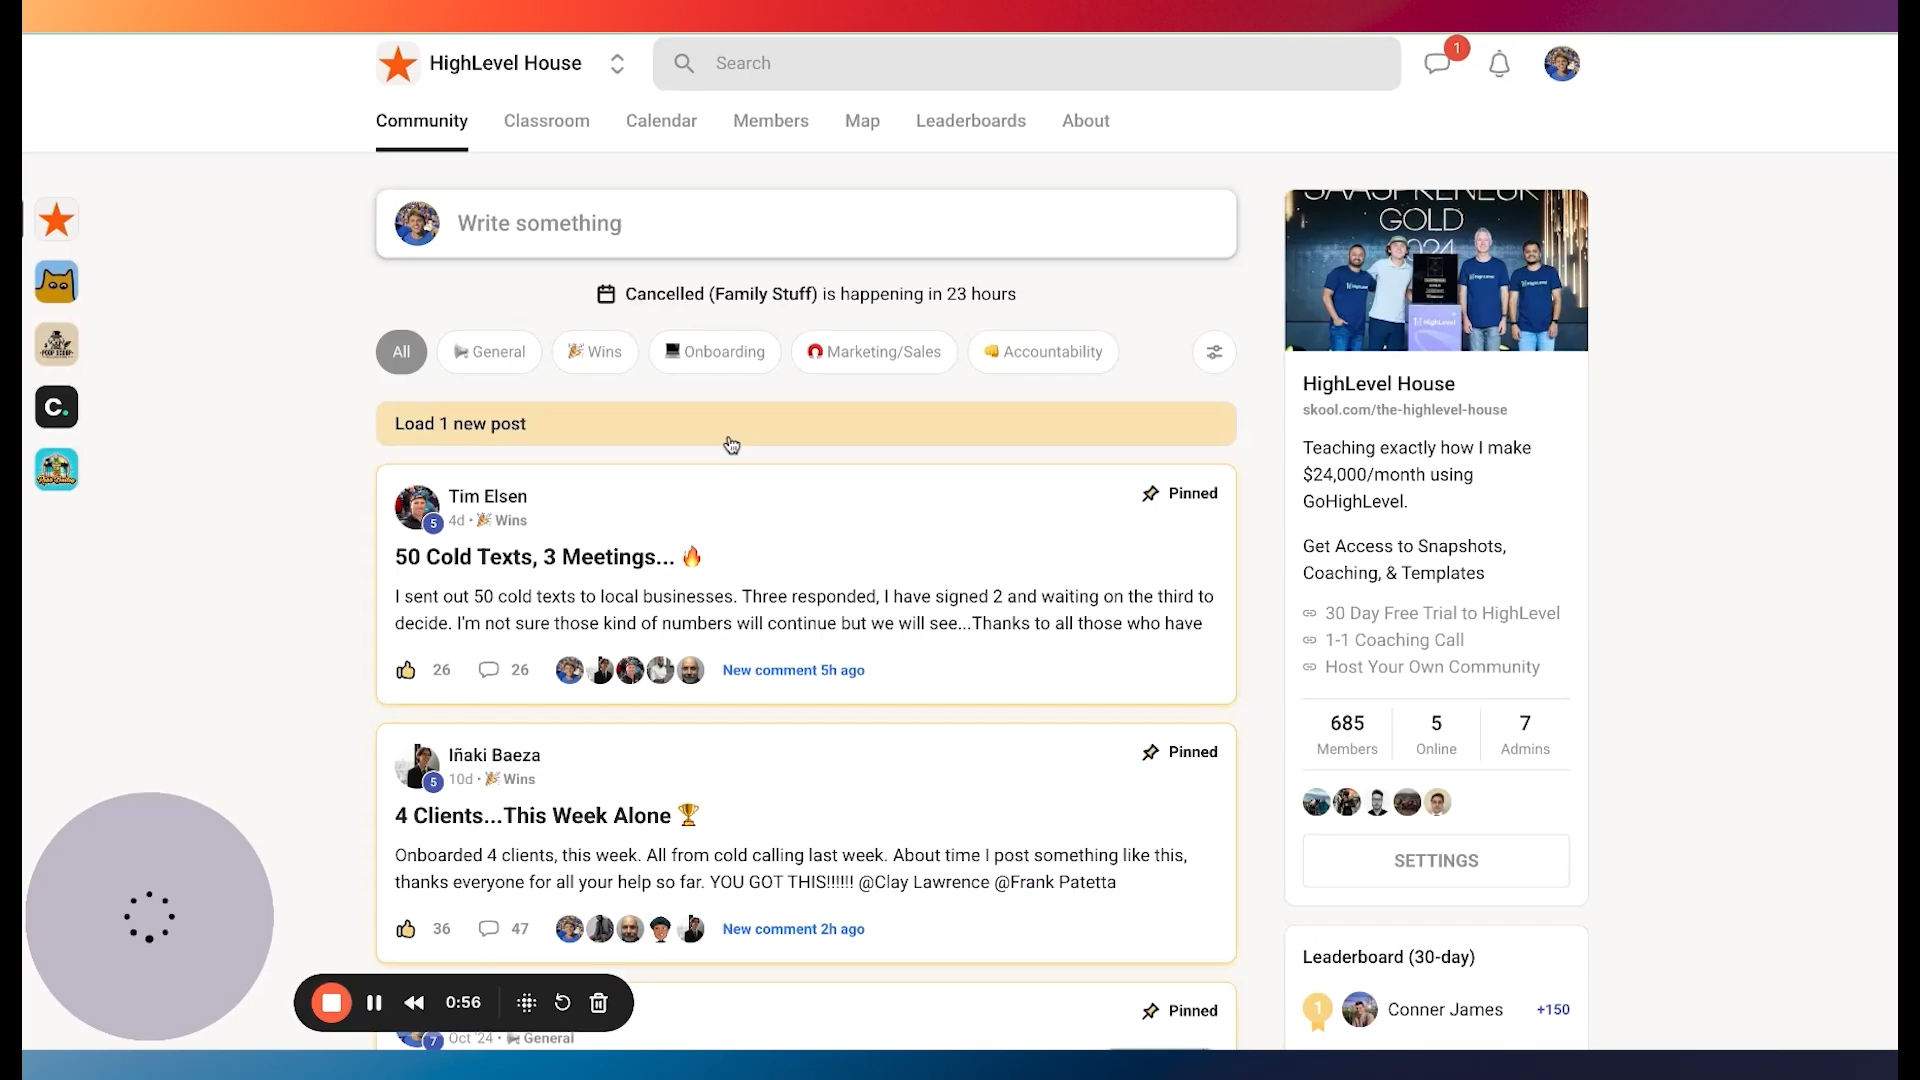 HighLevel House
Search
1
Community
Classroom
Calendar
Members
Map
Leaderboards
About
Write something
Cancelled (Family Stuff) is happening in 23 hours
All
General
Wins
Onboarding
Marketing/Sales
Accountability
Load 1 new post
Tim Elsen
5
4d • Wins
Pinned
50 Cold Texts, 3 Meetings... 🔥
I sent out 50 cold texts to local businesses. Three responded, I have signed 2 and waiting on the third to
decide. I'm not sure those kind of numbers will continue but we will see...Thanks to all those who have
26
26
New comment 5h ago
Iñaki Baeza
5
10d • Wins
Pinned
4 Clients...This Week Alone 🏆
Onboarded 4 clients, this week. All from cold calling last week. About time I post something like this,
thanks everyone for all your help so far. YOU GOT THIS!!!!!! @Clay Lawrence @Frank Patetta
36
47
New comment 2h ago
Pinned
7
Oct '24 • General
0:56
C.
SAASPRENEUR
GOLD
2024
HighLevel
HighLevel House
skool.com/the-highlevel-house
Teaching exactly how I make
$24,000/month using
GoHighLevel.
Get Access to Snapshots,
Coaching, & Templates
30 Day Free Trial to HighLevel
1-1 Coaching Call
Host Your Own Community
685
Members
5
Online
7
Admins
SETTINGS
Leaderboard (30-day)
1
Conner James
+150